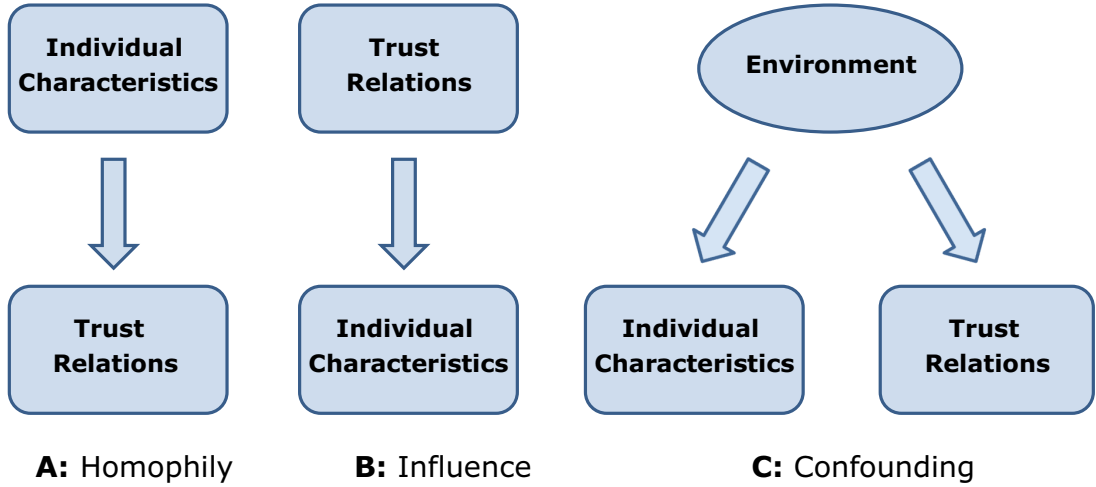 Individual
Characteristics
Trust
Relations
Environment
Trust
Relations
Individual
Characteristics
Individual
Characteristics
Trust
Relations
A: Homophily
B: Influence
C: Confounding